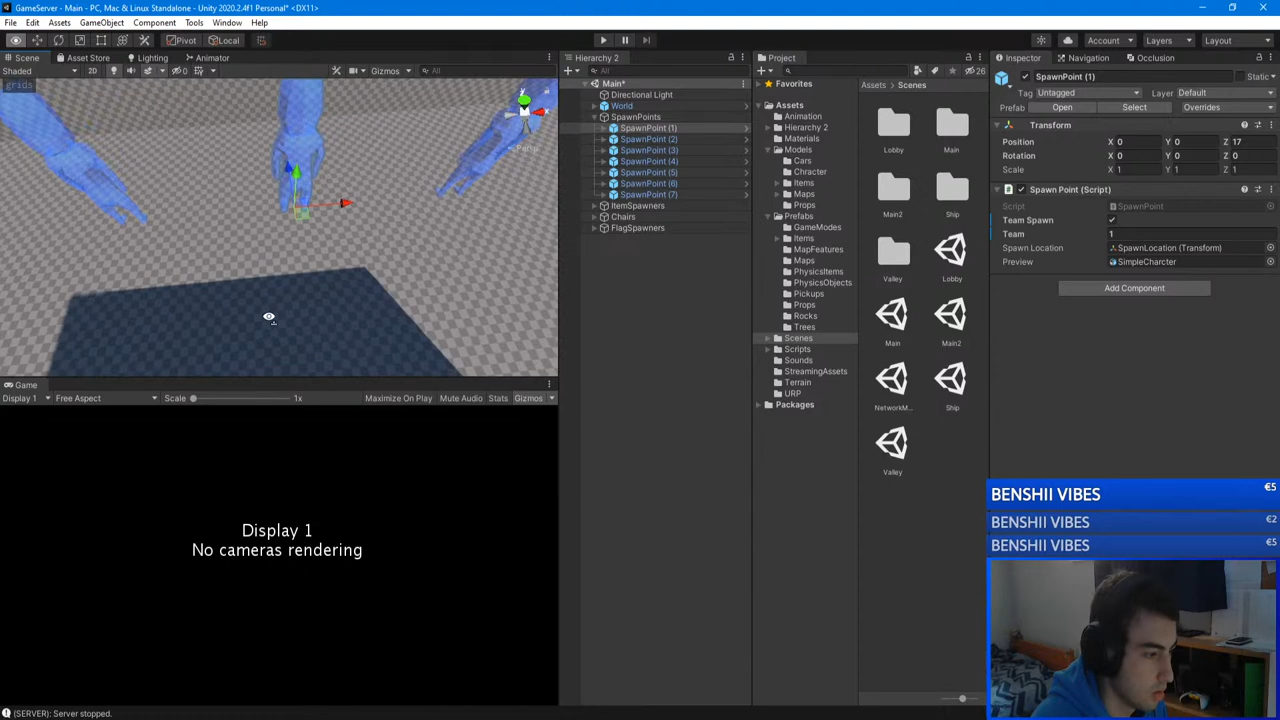 GameServer - Main - PC, Mac & Linux Standalone - Unity 2020.2.4f1 Personal* <DX11>
File Edit Assets GameObject Component Tools Window Help
Pivot Local Account Layers Layout
Scene Asset Store Lighting Animator
Shaded 2D 0 Gizmos All
grids
Persp
y
Hierarchy 2
All
Main*
Directional Light
World
SpawnPoints
SpawnPoint (1)
SpawnPoint (2)
SpawnPoint (3)
SpawnPoint (4)
SpawnPoint (5)
SpawnPoint (6)
SpawnPoint (7)
ItemSpawners
Chairs
FlagSpawners
Project
26
Favorites
Assets
Animation
Hierarchy 2
Materials
Models
Cars
Chracter
Items
Maps
Props
Prefabs
GameModes
Items
MapFeatures
Maps
PhysicsItems
PhysicsObjects
Pickups
Props
Rocks
Trees
Scenes
Scripts
Sounds
StreamingAssets
Terrain
URP
Packages
Assets > Scenes
Lobby Main
Main2 Ship
Valley Lobby
Main Main2
NetworkM... Ship
Valley
Inspector Navigation Occlusion
SpawnPoint (1) Static
Tag Untagged Layer Default
Prefab Open Select Overrides
Transform
Position X 0 Y 0 Z 17
Rotation X 0 Y 0 Z 0
Scale X 1 Y 1 Z 1
Spawn Point (Script)
Script SpawnPoint
Team Spawn
Team 1
Spawn Location SpawnLocation (Transform)
Preview SimpleCharcter
Add Component
Game
Display 1 Free Aspect Scale 1x Maximize On Play Mute Audio Stats Gizmos
Display 1
No cameras rendering
BENSHII VIBES €5
BENSHII VIBES €2
BENSHII VIBES €5
(SERVER): Server stopped.